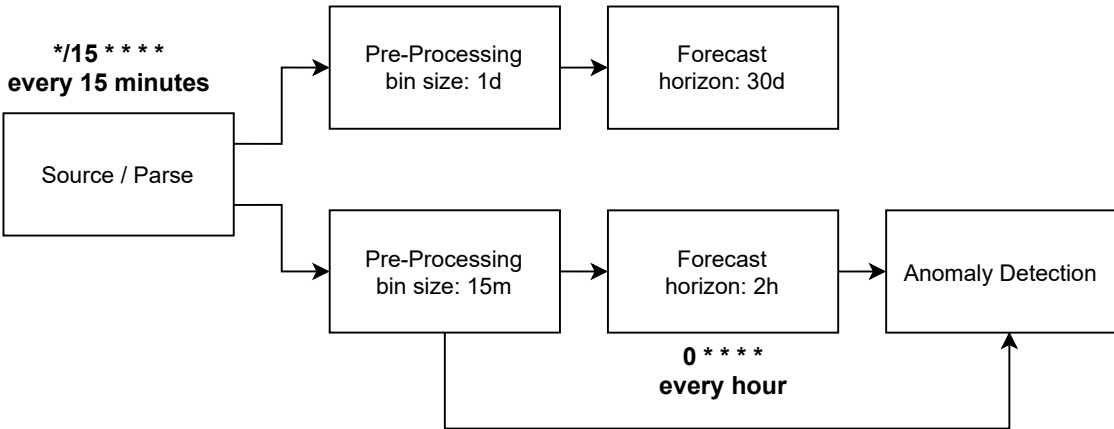 */15 * * * *
every 15 minutes
Source / Parse
Pre-Processing
bin size: 1d
Forecast
horizon: 30d
Pre-Processing
bin size: 15m
Forecast
horizon: 2h
0 * * * *
every hour
Anomaly Detection